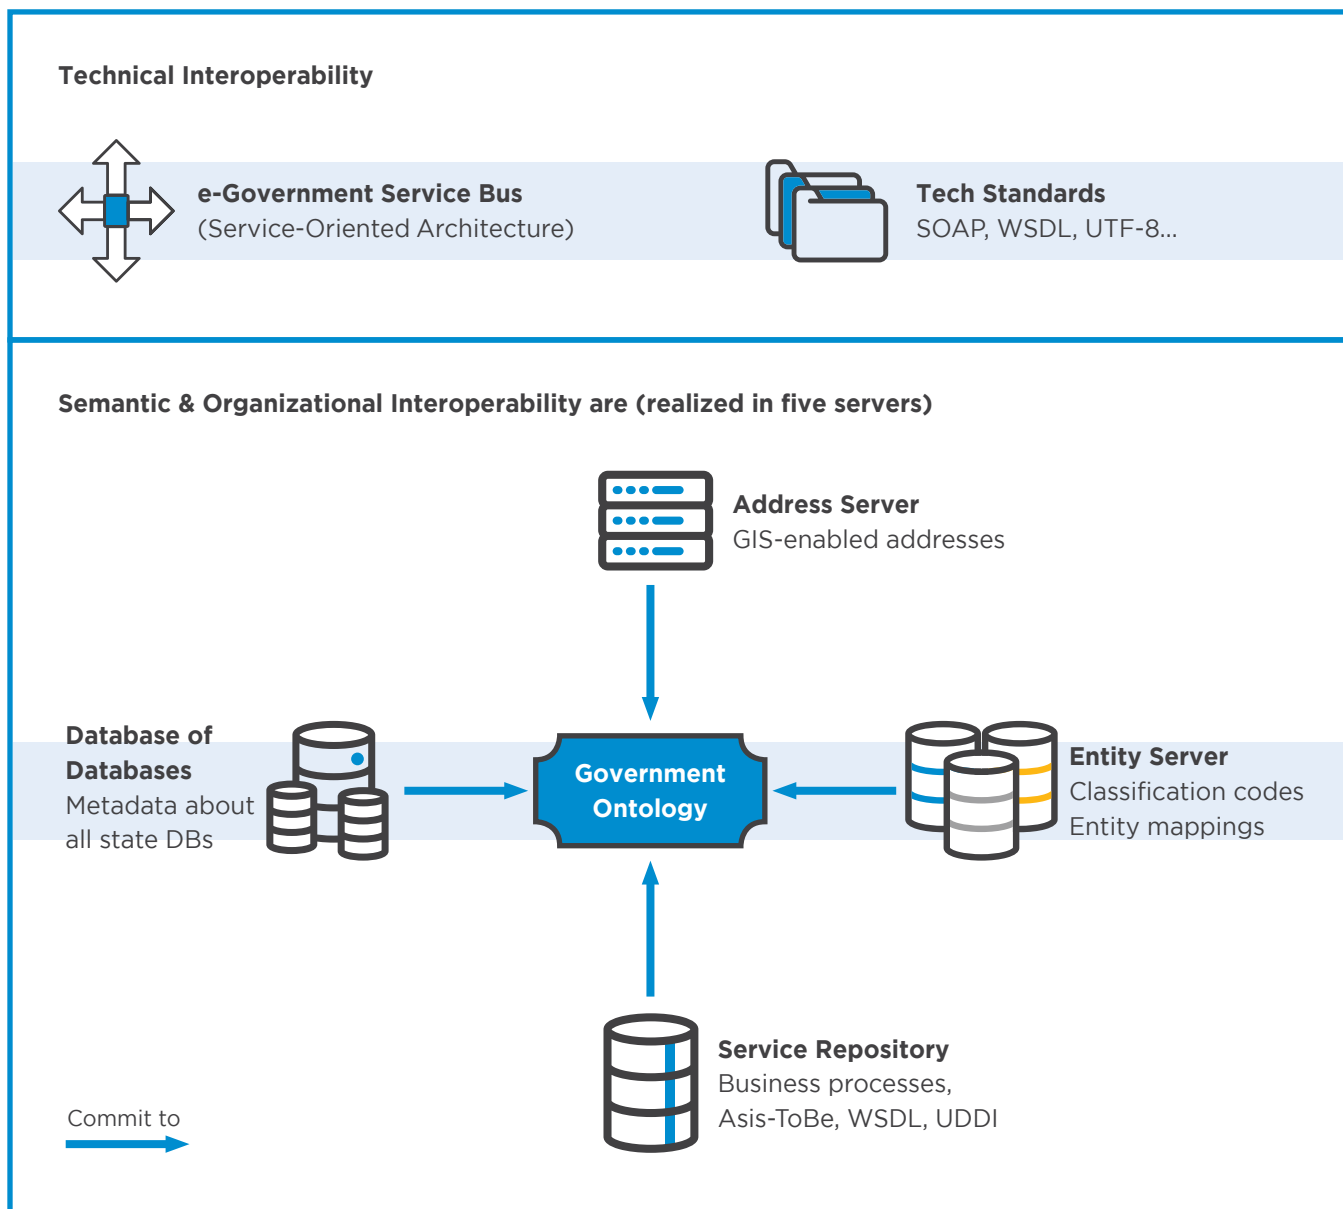 Technical Interoperability
e-Government Service Bus
(Service-Oriented Architecture)
Tech Standards
SOAP, WSDL, UTF-8...
Semantic & Organizational Interoperability are (realized in five servers)
Address Server
GIS-enabled addresses
Database of
Databases
Metadata about
all state DBs
Government
Ontology
Entity Server
Classification codes
Entity mappings
Service Repository
Business processes,
Asis-ToBe, WSDL, UDDI
Commit to